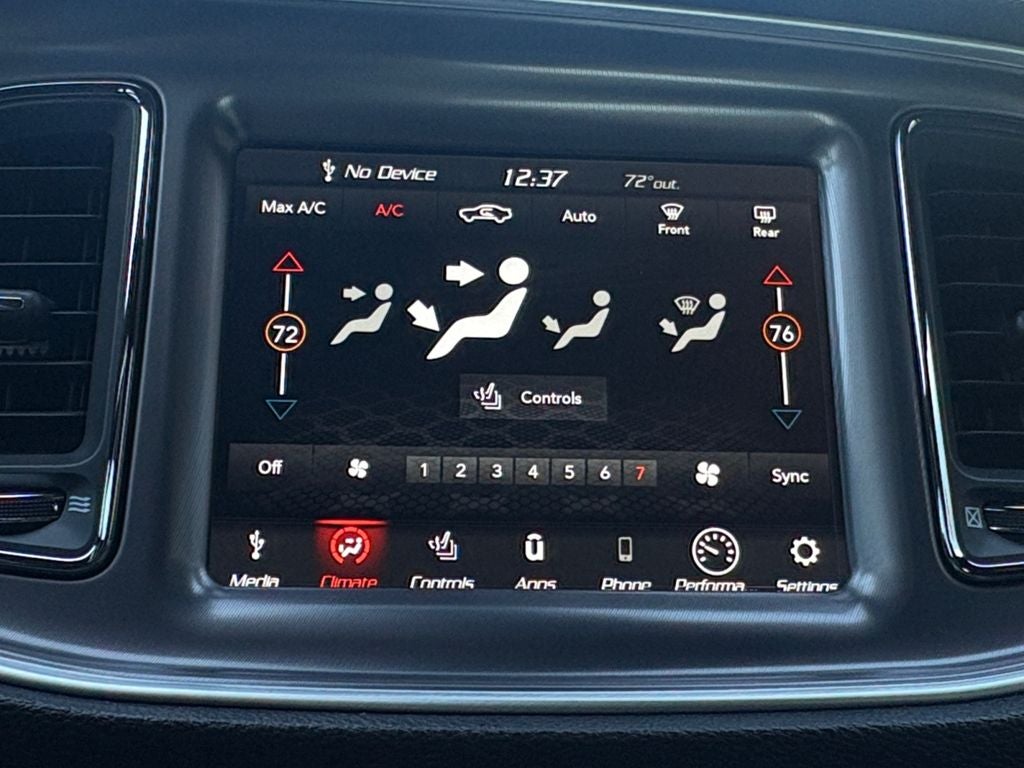 No Device 12:37 72°out.
Max A/C A/C Auto Front Rear
72 76
Controls
Off 1 2 3 4 5 6 7 Sync
Media Climate Controls Apps Phone Performa... Settings